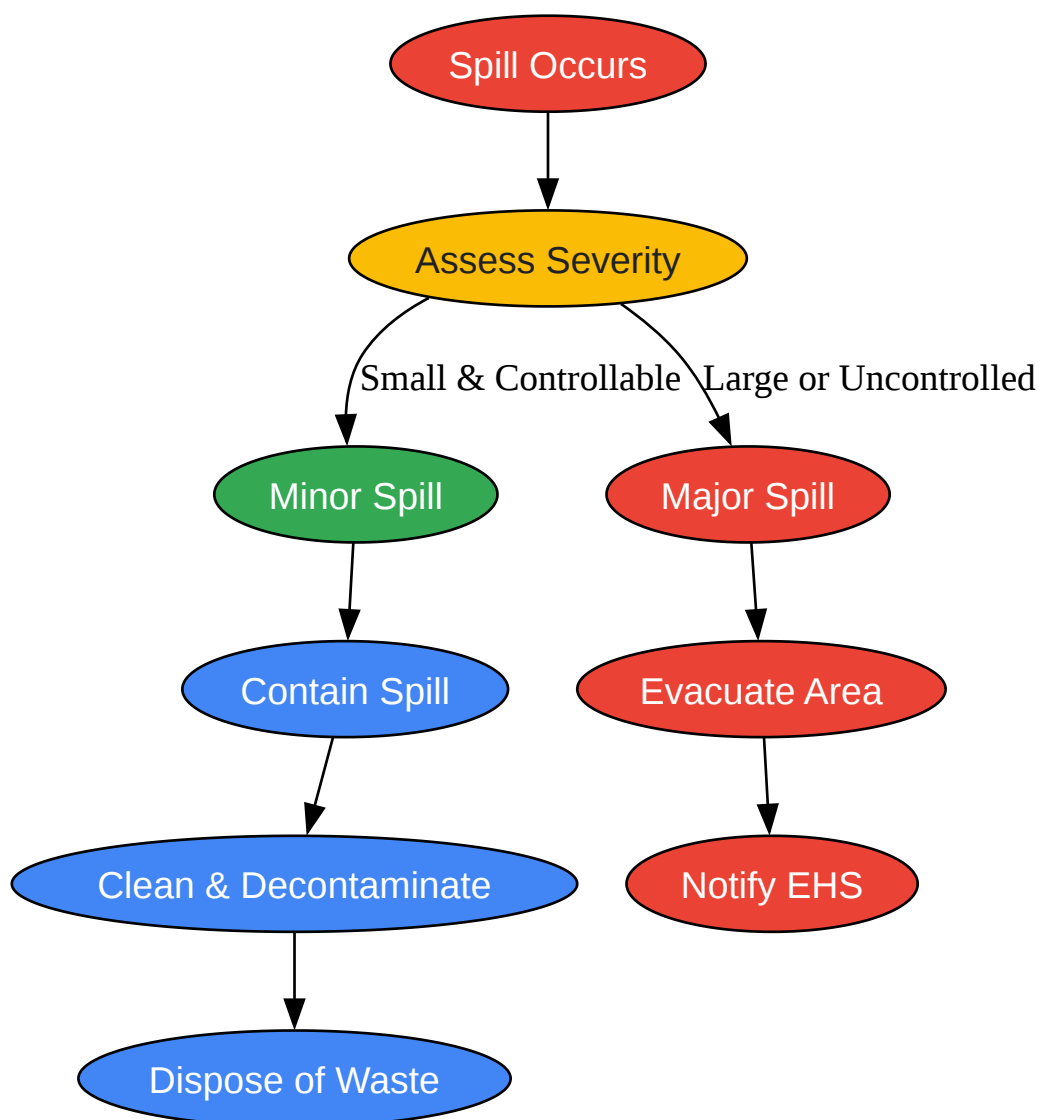 Spill Occurs
Assess Severity
Small & Controllable
Large or Uncontrolled
Minor Spill
Major Spill
Contain Spill
Evacuate Area
Clean & Decontaminate
Notify EHS
Dispose of Waste